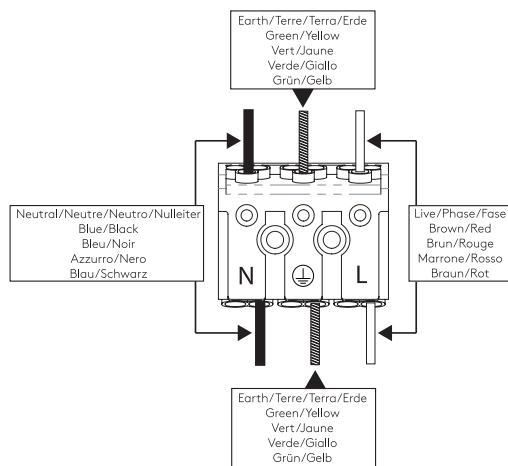 Earth/Terre/Terra/Erde
Green/Yellow
Vert/Jaune
Verde/Giallo
Grün/Gelb
Neutral/Neutre/Neutro/Nulleiter
Blue/Black
Bleu/Noir
Azzurro/Nero
Blau/Schwarz
Live/Phase/Fase
Brown/Red
Brun/Rouge
Marrone/Rosso
Braun/Rot
N
L
Earth/Terre/Terra/Erde
Green/Yellow
Vert/Jaune
Verde/Giallo
Grün/Gelb